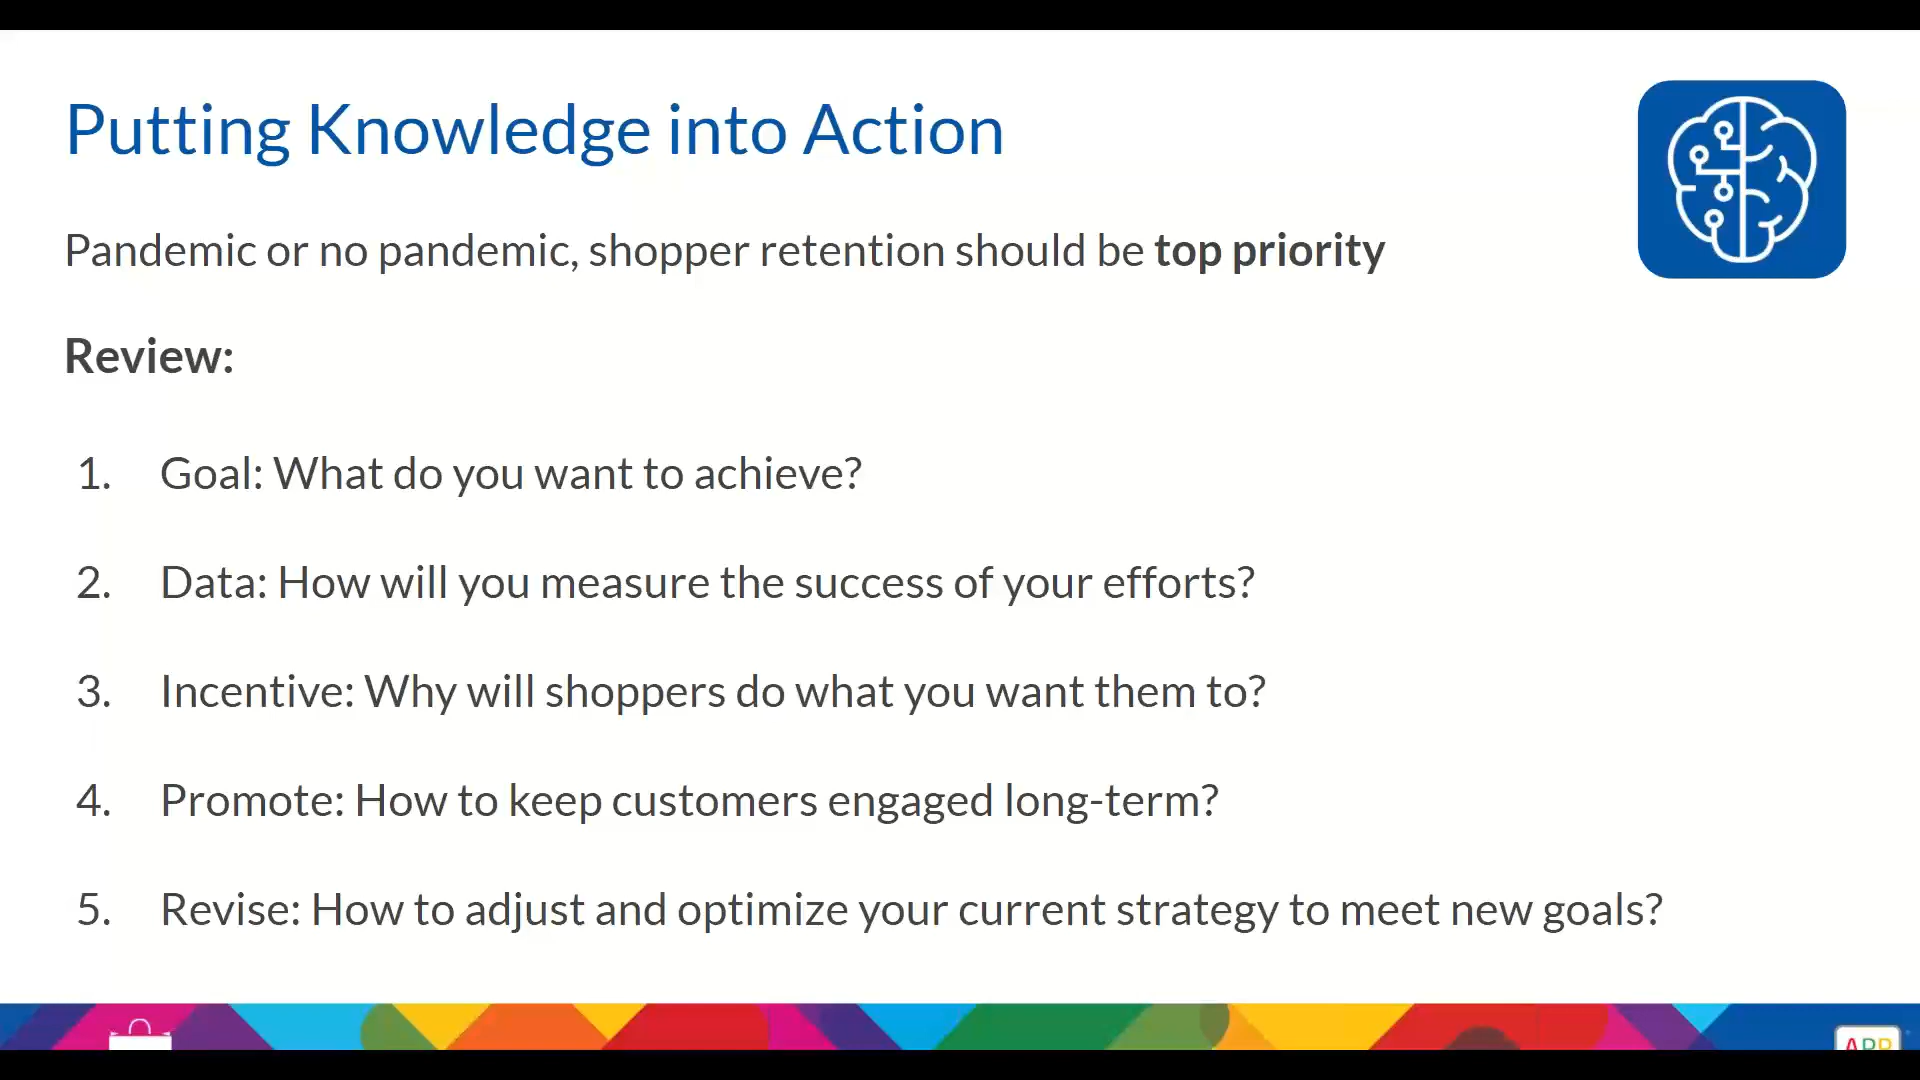 Putting Knowledge into Action
Pandemic or no pandemic, shopper retention should be top priority
Review:
1. Goal: What do you want to achieve?
2. Data: How will you measure the success of your efforts?
3. Incentive: Why will shoppers do what you want them to?
4. Promote: How to keep customers engaged long-term?
5. Revise: How to adjust and optimize your current strategy to meet new goals?
APP